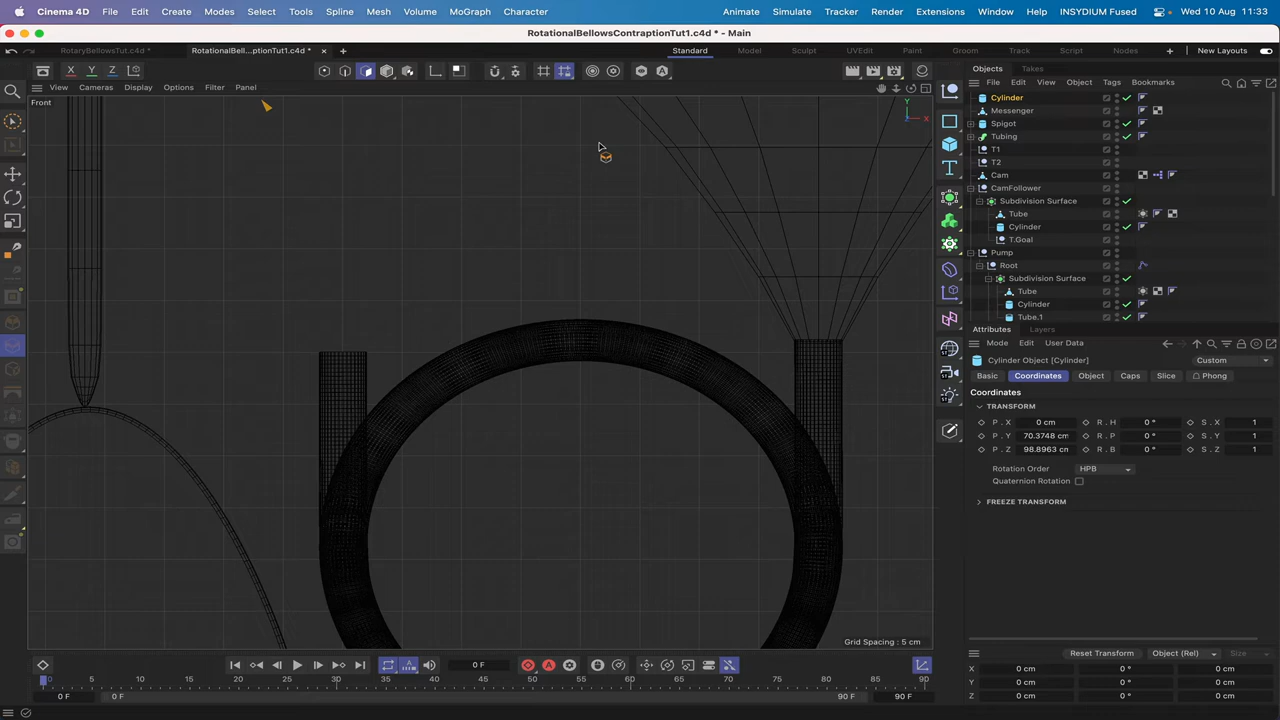 Cinema 4D File Edit Create Modes Select Tools Spline Mesh Volume MoGraph Character Animate Simulate Tracker Render Extensions Window Help INSYDIUM Fused Wed 10 Aug 11:33
RotationalBellowsContraptionTut1.c4d * - Main
RotaryBellowsTut.c4d * RotationalBell...ptionTut1.c4d * Standard Model Sculpt UVEdit Paint Groom Track Script Nodes New Layouts
X Y Z
Objects Takes
View Cameras Display Options Filter Panel
File Edit View Object Tags Bookmarks
Front
Y
X
Z
Cylinder
Messenger
Spigot
Tubing
T1
T2
Cam
CamFollower
Subdivision Surface
Tube
Cylinder
T.Goal
Pump
Root
Subdivision Surface
Tube
Cylinder
Tube.1
Attributes Layers
Mode Edit User Data
Cylinder Object [Cylinder] Custom
Basic Coordinates Object Caps Slice Phong
Coordinates
TRANSFORM
P . X 0 cm R . H 0 ° S . X 1
P . Y 70.3748 cm R . P 0 ° S . Y 1
P . Z 98.8963 cm R . B 0 ° S . Z 1
Rotation Order HPB
Quaternion Rotation
FREEZE TRANSFORM
Grid Spacing : 5 cm
Reset Transform Object (Rel) Size
0 F
X 0 cm 0 ° 0 cm
0 5 10 15 20 25 30 35 40 45 50 55 60 65 70 75 80 85 90
Y 0 cm 0 ° 0 cm
0 F 0 F 90 F 90 F
Z 0 cm 0 ° 0 cm